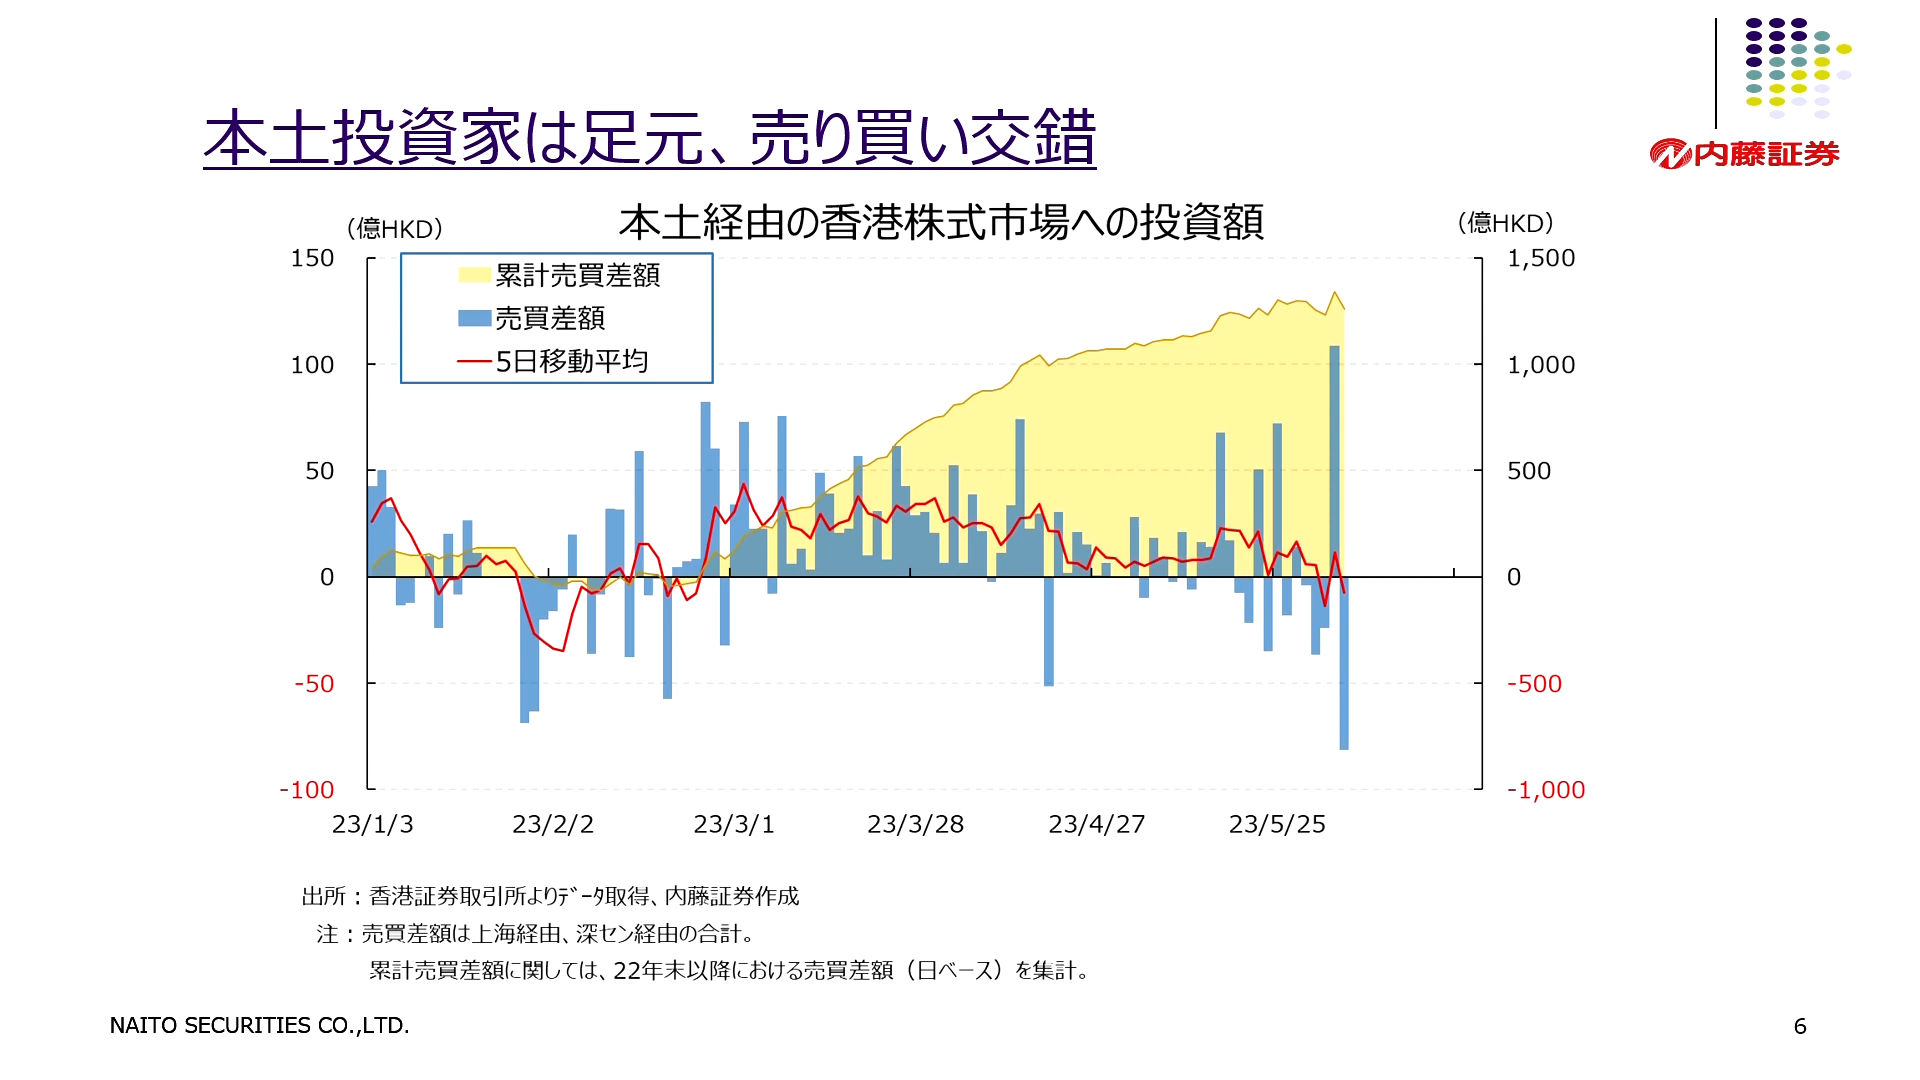 内藤証券
本土投資家は足元、売り買い交錯
本土経由の香港株式市場への投資額
（億HKD）
（億HKD）
累計売買差額
売買差額
5日移動平均
150
100
50
0
-50
-100
1,500
1,000
500
0
-500
-1,000
23/1/3 23/2/2 23/3/1 23/3/28 23/4/27 23/5/25
出所：香港証券取引所よりﾃﾞｰﾀ取得、内藤証券作成
注：売買差額は上海経由、深セン経由の合計。
累計売買差額に関しては、22年末以降における売買差額（日ベース）を集計。
NAITO SECURITIES CO.,LTD.
6